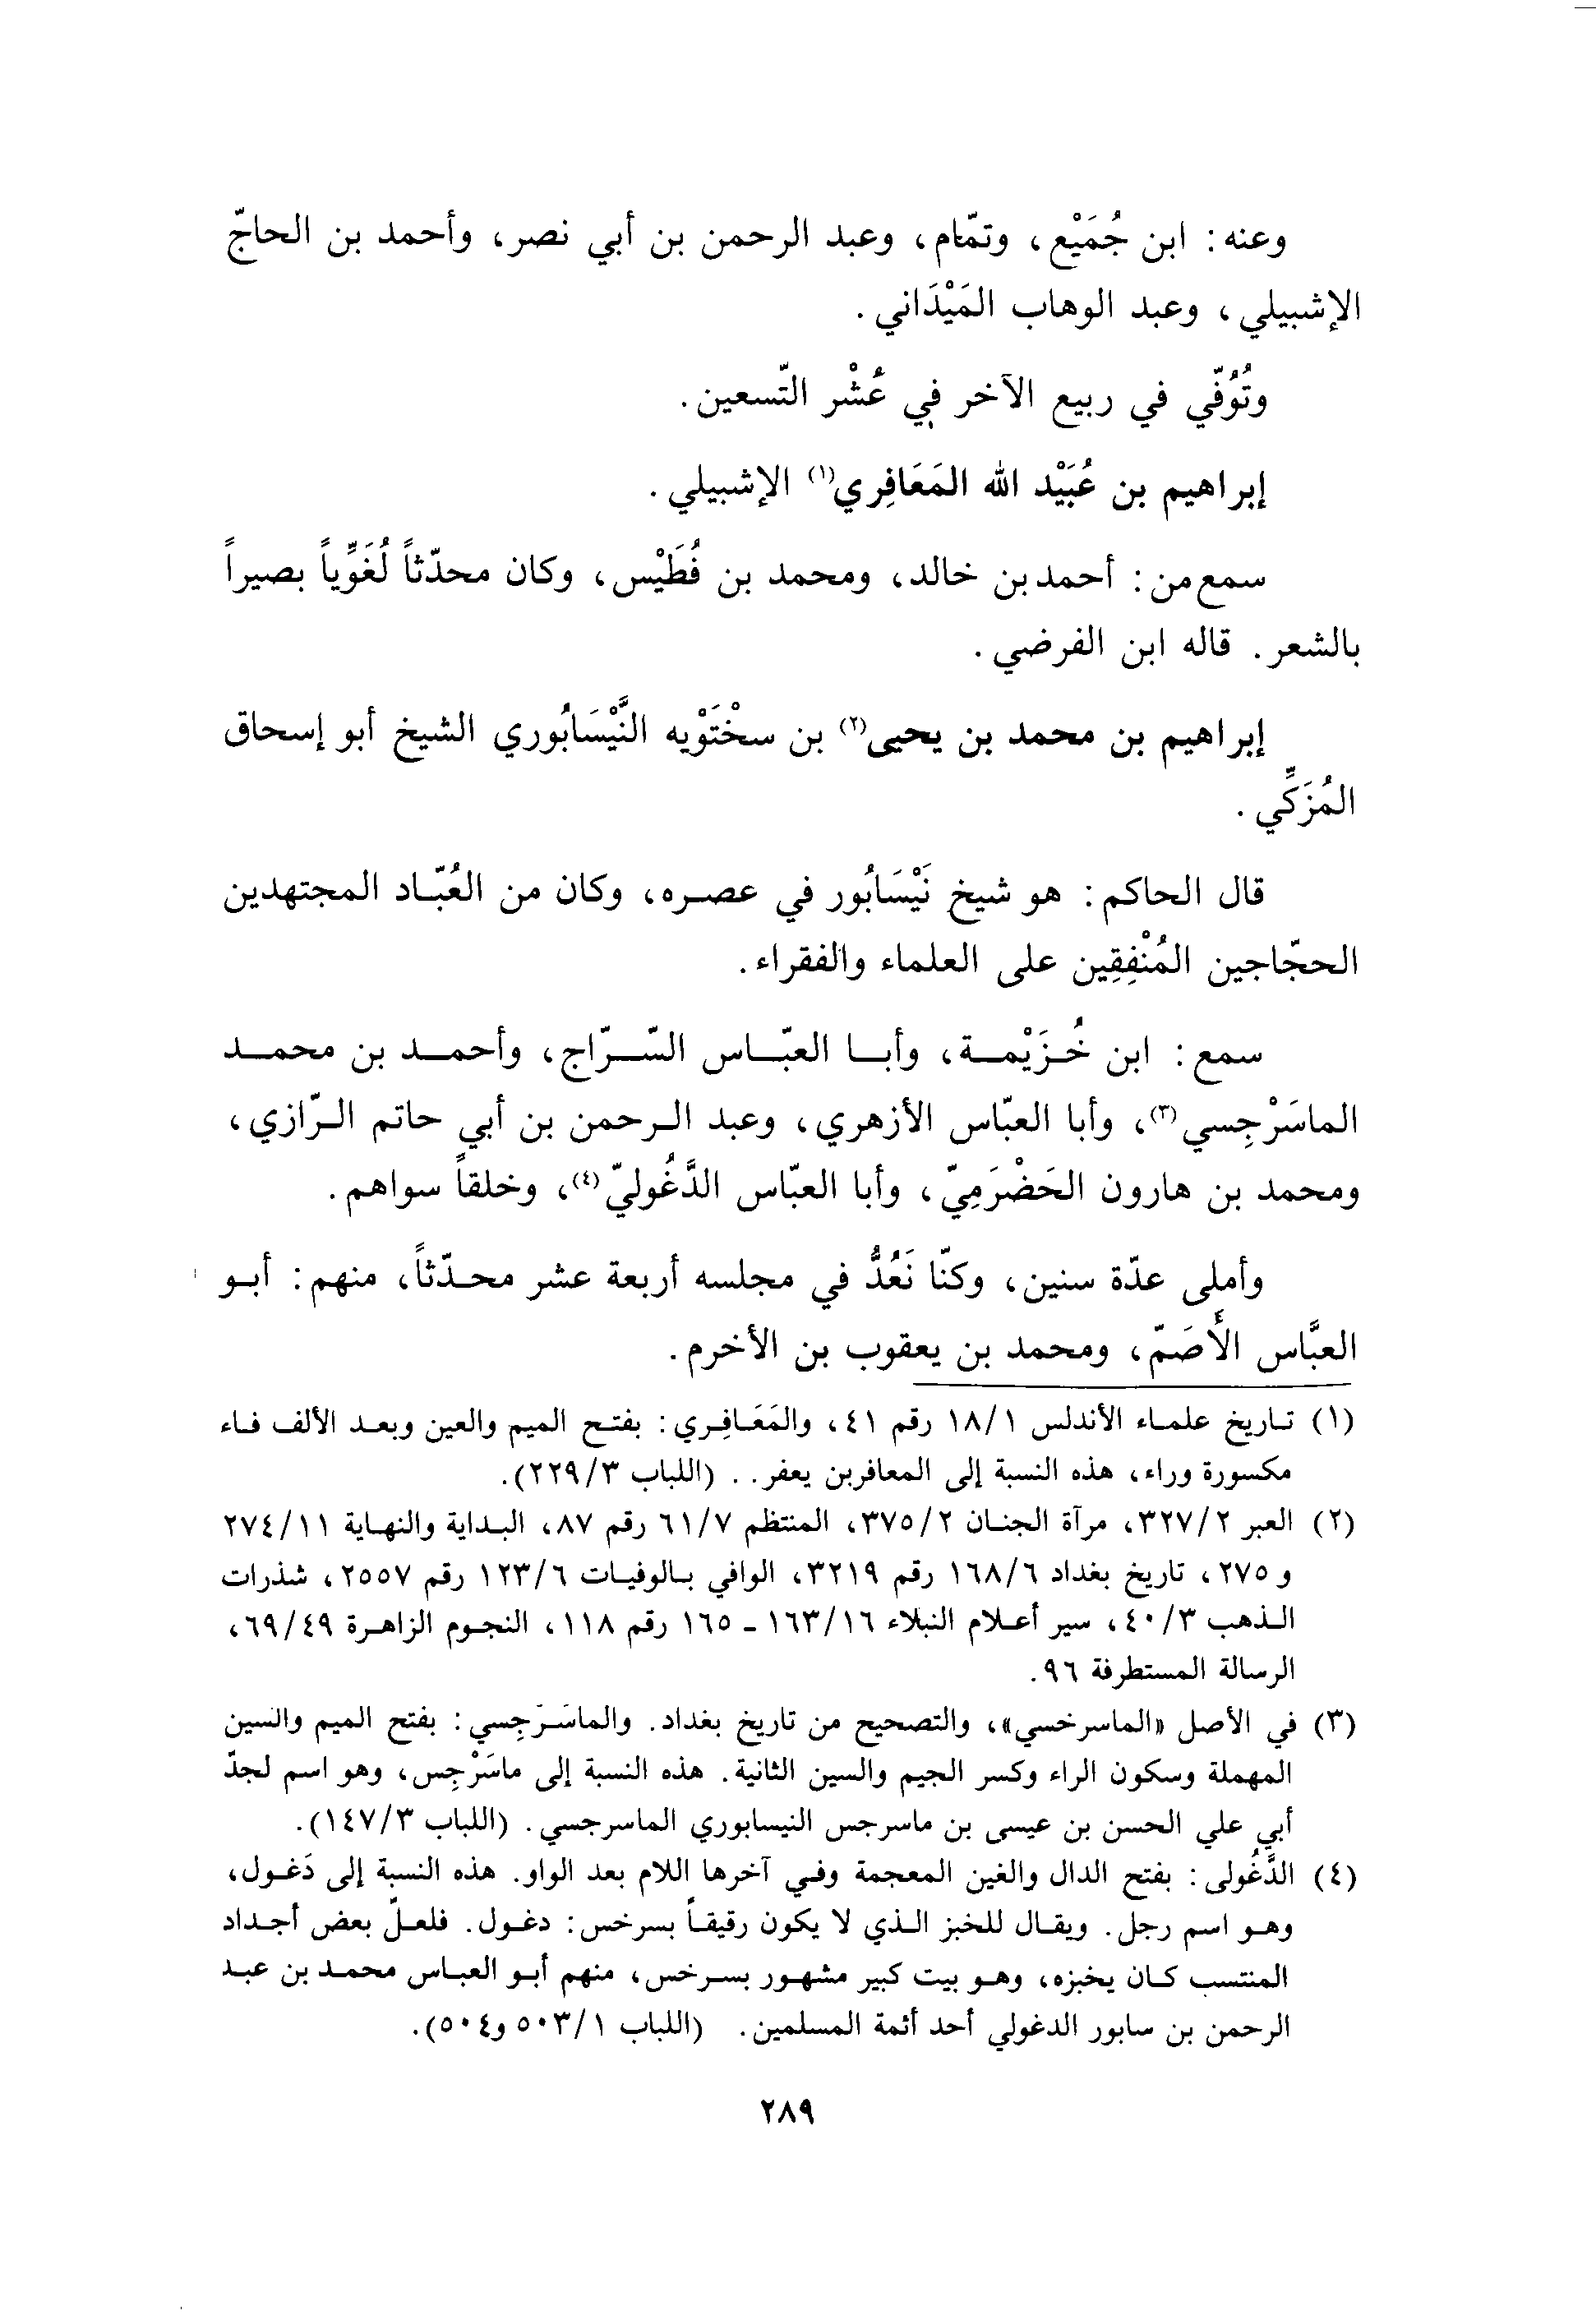 وعنه: ابن جُمَيْع، وتمّام، وعبد الرحمن بن أبي نصر، وأحمد بن الحاجّ
الإشبيلي، وعبد الوهاب المَيْدَاني.
وتُوُفّي في ربيع الآخر في عُشْر التّسعين.
إبراهيم بن عُبَيْد الله المَعَافِري(١) الإشبيلي.
سمع من: أحمد بن خالد، ومحمد بن فُطَيْس، وكان محدّثاً لُغَوِّياً بصيراً
بالشعر. قاله ابن الفرضي.
إبراهيم بن محمد بن يحيى(٢) بن سخْتَوْيه النَّيْسَابُوري الشيخ أبو إسحاق
المُزَكِّي.
قال الحاكم: هو شيخ نَيْسَابُور في عصره، وكان من العُبّاد المجتهدين
الحجّاجين المُنْفِقِين على العلماء والفقراء.
سمع: ابن خُزَيْمة، وأبا العبّاس السّرّاج، وأحمد بن محمد
الماسَرْجِسي(٣)، وأبا العبّاس الأزهري، وعبد الرحمن بن أبي حاتم الرّازي،
ومحمد بن هارون الحَضْرَمِيّ، وأبا العبّاس الدَّغُوليّ(٤)، وخلقاً سواهم.
وأملى عدّة سنين، وكنّا نَعُدُّ في مجلسه أربعة عشر محدّثاً، منهم: أبو
العبَّاس الأَصَمّ، ومحمد بن يعقوب بن الأخرم.
(١) تاريخ علماء الأندلس ١٨/١ رقم ٤١، والمَعَافِري: بفتح الميم والعين وبعد الألف فاء
مكسورة وراء، هذه النسبة إلى المعافربن يعفر. . (اللباب ٢٢٩/٣).
(٢) العبر ٣٢٧/٢، مرآة الجنان ٣٧٥/٢، المنتظم ٦١/٧ رقم ٨٧، البداية والنهاية ٢٧٤/١١
و ٢٧٥، تاريخ بغداد ١٦٨/٦ رقم ٣٢١٩، الوافي بالوفيات ١٢٣/٦ رقم ٢٥٥٧، شذرات
الذهب ٤٠/٣، سير أعلام النبلاء ١٦٣/١٦ ـ ١٦٥ رقم ١١٨، النجوم الزاهرة ٦٩/٤٩،
الرسالة المستطرفة ٩٦.
(٣) في الأصل «الماسرخسي»، والتصحيح من تاريخ بغداد. والماسَرَجِسي: بفتح الميم والسين
المهملة وسكون الراء وكسر الجيم والسين الثانية. هذه النسبة إلى ماسَرْجِس، وهو اسم لجدّ
أبي علي الحسن بن عيسى بن ماسرجس النيسابوري الماسرجسي. (اللباب ١٤٧/٣).
(٤) الدَّغُولى: بفتح الدال والغين المعجمة وفي آخرها اللام بعد الواو. هذه النسبة إلى دَغول،
وهو اسم رجل. ويقال للخبز الذي لا يكون رقيقاً بسرخس: دغول. فلعلّ بعض أجداد
المنتسب كان يخبزه، وهو بيت كبير مشهور بسرخس، منهم أبو العباس محمد بن عبد
الرحمن بن سابور الدغولي أحد أئمة المسلمين. (اللباب ٥٠٣/١ و٥٠٤).
٢٨٩